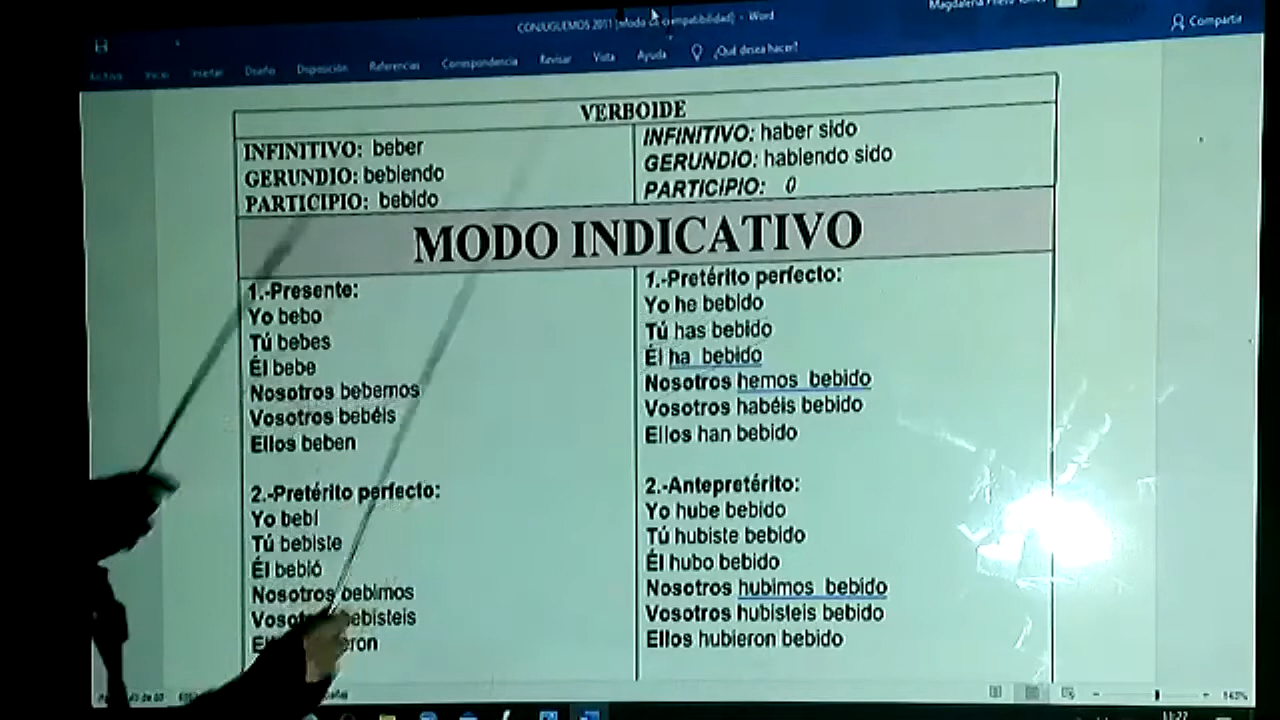 CONJUGUEMOS 2011 [Modo de compatibilidad] - Word
Compartir
Archivo Inicio Insertar Diseño Disposición Referencias Correspondencia Revisar Vista Ayuda ¿Qué desea hacer?
VERBOIDE
INFINITIVO: beber
GERUNDIO: bebiendo
PARTICIPIO: bebido
INFINITIVO: haber sido
GERUNDIO: habiendo sido
PARTICIPIO: 0
MODO INDICATIVO
1.-Presente:
Yo bebo
Tú bebes
Él bebe
Nosotros bebemos
Vosotros bebéis
Ellos beben
2.-Pretérito perfecto:
Yo bebí
Tú bebiste
Él bebió
Nosotros bebimos
1.-Pretérito perfecto:
Yo he bebido
Tú has bebido
Él ha bebido
Nosotros hemos bebido
Vosotros habéis bebido
Ellos han bebido
2.-Antepretérito:
Yo hube bebido
Tú hubiste bebido
Él hubo bebido
Nosotros hubimos bebido
Vosotros hubisteis bebido
Ellos hubieron bebido
143%